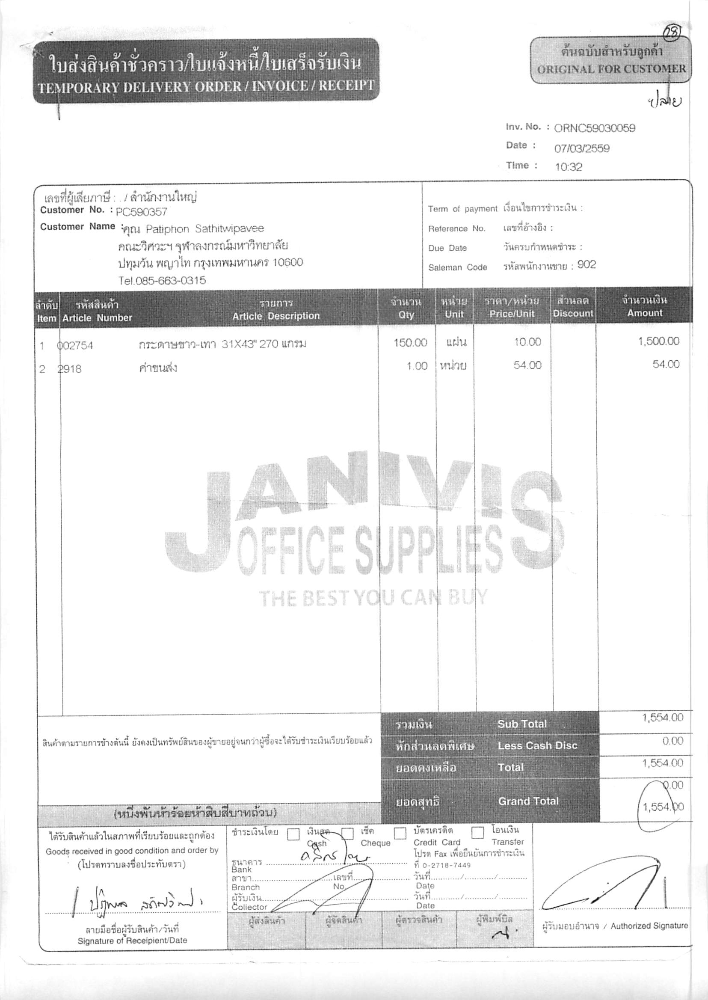 28
ใบส่งสินค้าชั่วคราว/ใบแจ้งหนี้/ใบเสร็จรับเงิน
TEMPORARY DELIVERY ORDER / INVOICE / RECEIPT
ต้นฉบับสำหรับลูกค้า
ORIGINAL FOR CUSTOMER
ปลาย
Inv. No. : ORNC59030059
Date : 07/03/2559
Time : 10:32
เลขที่ผู้เสียภาษี : . / สำนักงานใหญ่
Customer No. : PC590357
Customer Name : คุณ Patiphon Sathitwipavee
คณะวิศวะฯ จุฬาลงกรณ์มหาวิทยาลัย
ปทุมวัน พญาไท กรุงเทพมหานคร 10600
Tel.085-663-0315
Term of payment เงื่อนไขการชำระเงิน :
Reference No. เลขที่อ้างอิง :
Due Date วันครบกำหนดชำระ :
Saleman Code รหัสพนักงานขาย : 902
ลำดับ รหัสสินค้า รายการ จำนวน หน่วย ราคา/หน่วย ส่วนลด จำนวนเงิน
Item Article Number Article Description Qty Unit Price/Unit Discount Amount
1 002754 กระดาษขาว-เทา 31X43" 270 แกรม 150.00 แผ่น 10.00 1,500.00
2 2918 ค่าขนส่ง 1.00 หน่วย 54.00 54.00
JANIVIS
OFFICE SUPPLIES
THE BEST YOU CAN BUY
รวมเงิน Sub Total 1,554.00
สินค้าตามรายการข้างต้นนี้ ยังคงเป็นทรัพย์สินของผู้ขายอยู่จนกว่าผู้ซื้อจะได้รับชำระเงินเรียบร้อยแล้ว
หักส่วนลดพิเศษ Less Cash Disc 0.00
ยอดคงเหลือ Total 1,554.00
0.00
ยอดสุทธิ Grand Total 1,554.00
(หนึ่งพันห้าร้อยห้าสิบสี่บาทถ้วน)
ได้รับสินค้าแล้วในสภาพที่เรียบร้อยและถูกต้อง
Goods received in good condition and order by
(โปรดทราบลงชื่อประทับตรา)
ลายมือชื่อผู้รับสินค้า/วันที่
Signature of Receipient/Date
ชำระเงินโดย เงินสด เช็ค บัตรเครดิต โอนเงิน
Cash Cheque Credit Card Transfer
โปรด Fax เพื่อยืนยันการชำระเงิน
ธนาคาร ที่ 0-2718-7449
Bank
สาขา เลขที่ วันที่ / /
Branch No. Date
ผู้รับเงิน วันที่ / /
Collector Date
ผู้ส่งสินค้า ผู้จัดสินค้า ผู้ตรวจสินค้า ผู้พิมพ์บิล
ผู้รับมอบอำนาจ / Authorized Signature